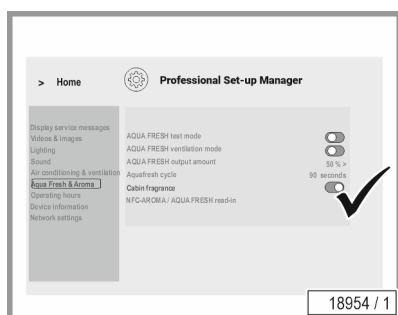 > Home
Professional Set-up Manager
Display service messages
Videos & images
Lighting
Sound
Air conditioning & ventilation
Aqua Fresh & Aroma
Operating hours
Device information
Network settings
AQUA FRESH test mode
AQUA FRESH ventilation mode
AQUA FRESH output amount 50 % >
Aquafresh cycle 90 seconds
Cabin fragrance
NFC-AROMA / AQUA FRESH read-in
18954 / 1